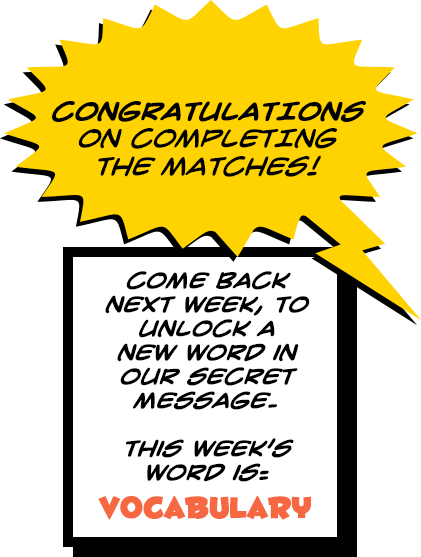 CONGRATULATIONS
ON COMPLETING
THE MATCHES!
COME BACK
NEXT WEEK, TO
UNLOCK A
NEW WORD IN
OUR SECRET
MESSAGE.
THIS WEEK'S
WORD IS:
VOCABULARY